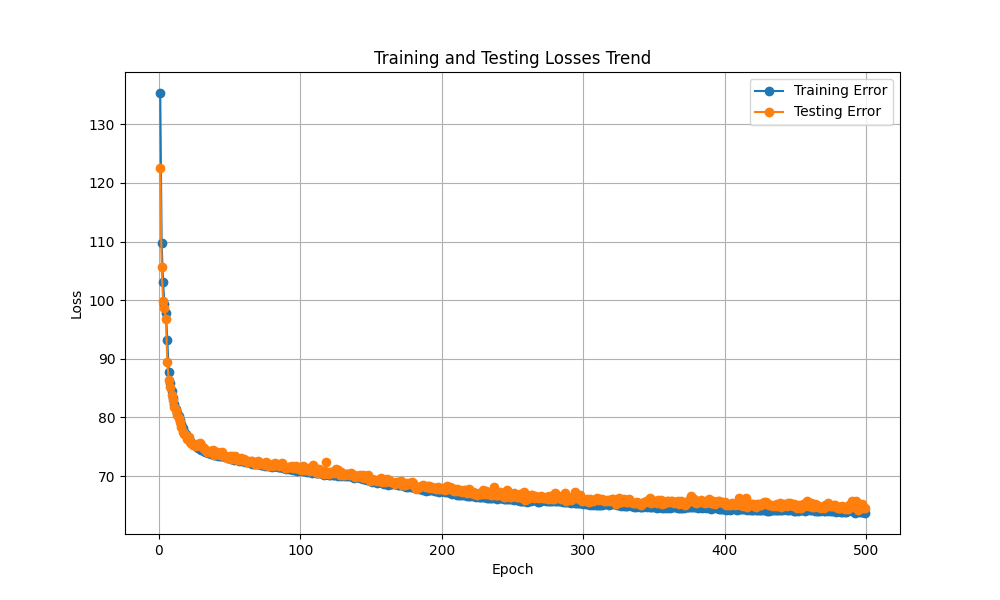 Training and Testing Losses Trend
Training Error
Testing Error
130
120
110
100
90
80
70
Loss
0
100
200
300
400
500
Epoch